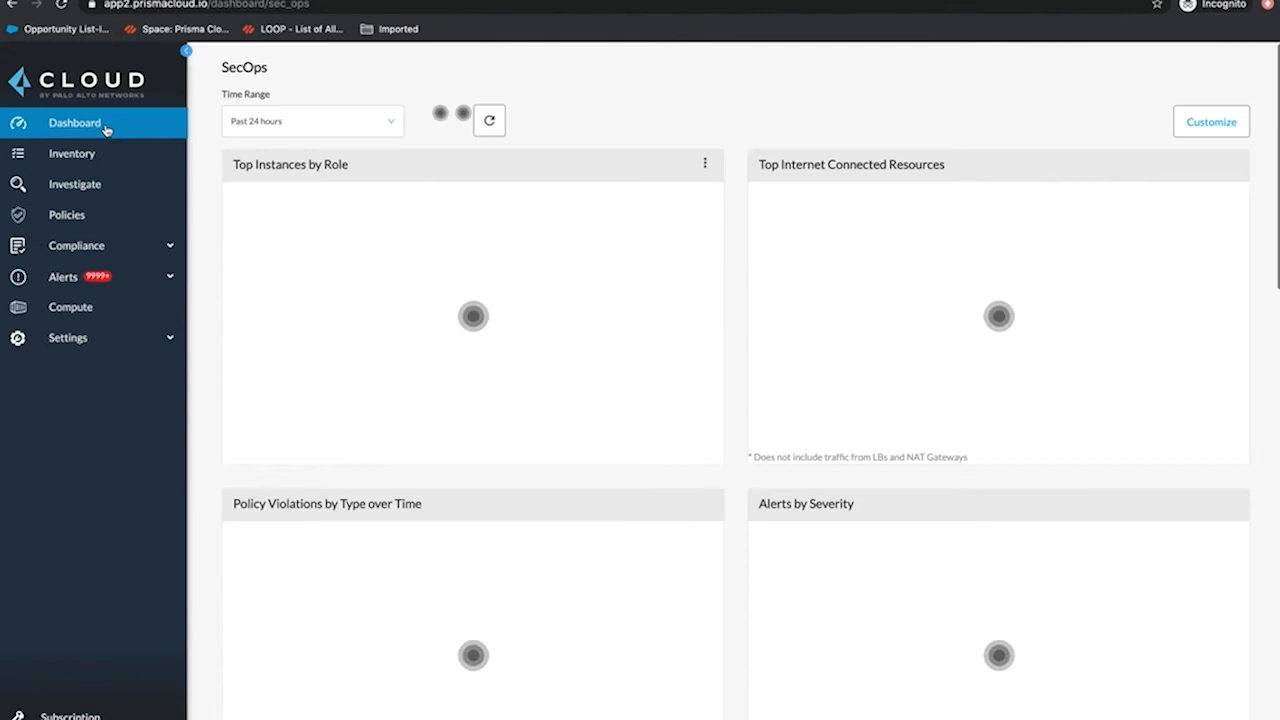 app2.prismacloud.io/dashboard/sec_ops
Incognito
Opportunity List-I...
Space: Prisma Clo...
LOOP - List of All...
Imported
CLOUD
BY PALO ALTO NETWORKS
Dashboard
Inventory
Investigate
Policies
Compliance
Alerts 9999+
Compute
Settings
Subscription
SecOps
Time Range
Past 24 hours
Customize
Top Instances by Role
Top Internet Connected Resources
* Does not include traffic from LBs and NAT Gateways
Policy Violations by Type over Time
Alerts by Severity